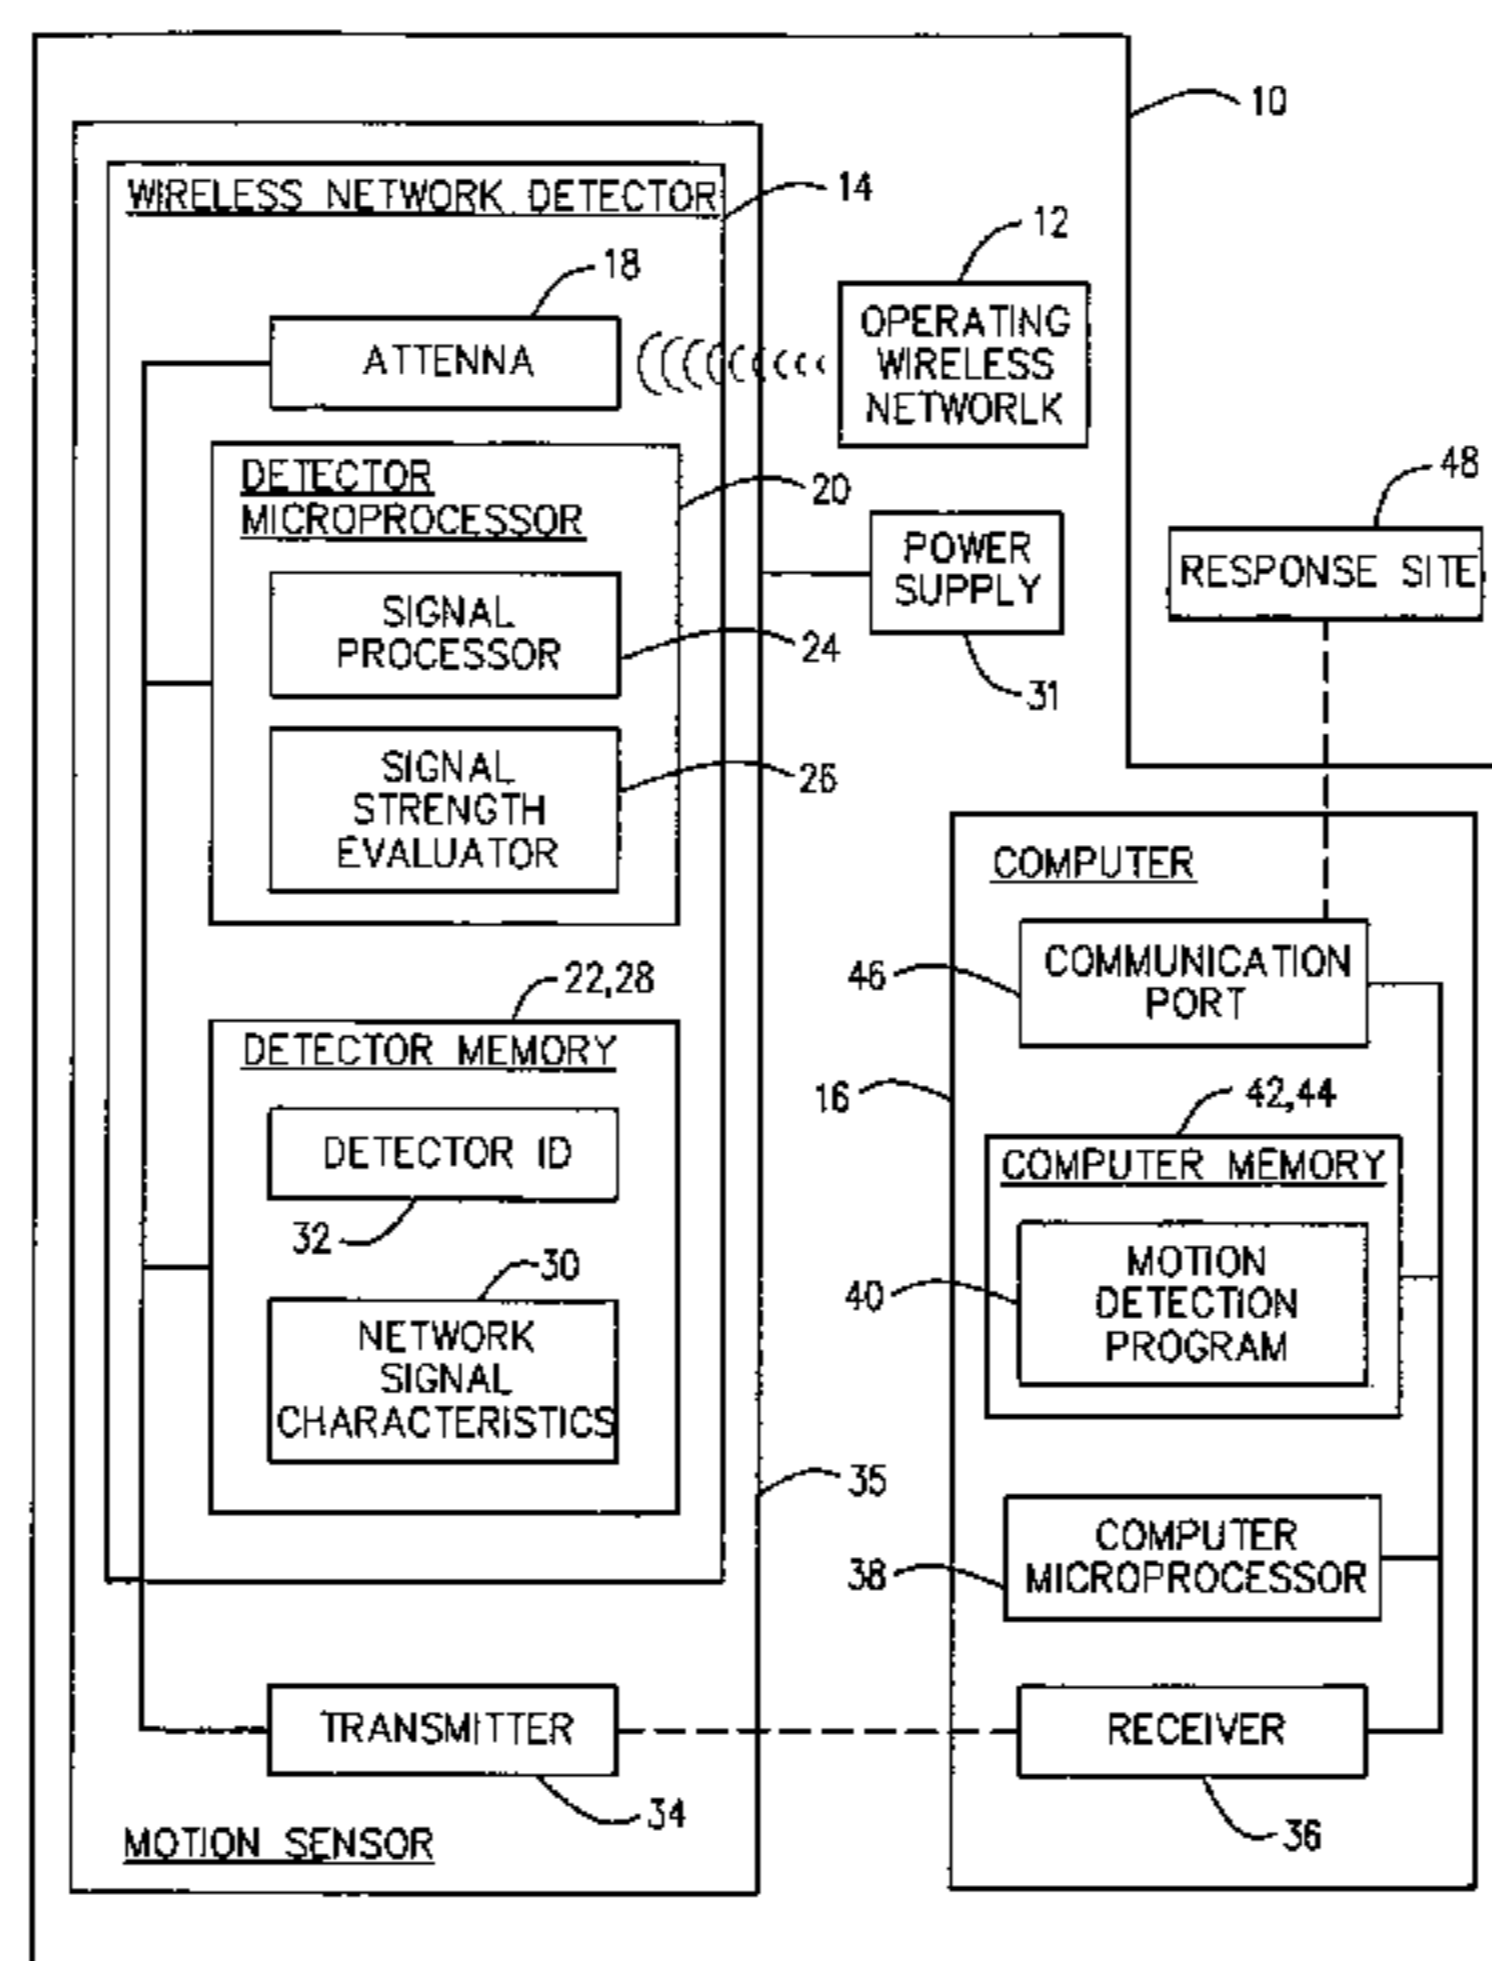 10
WIRELESS NETWORK DETECTOR
14
12
18
ATTENNA
OPERATING
WIRELESS
NETWORLK
DETECTOR
MICROPROCESSOR
20
48
POWER
SUPPLY
RESPONSE SITE
SIGNAL
PROCESSOR
24
31
SIGNAL
STRENGTH
EVALUATOR
26
COMPUTER
COMMUNICATION
PORT
46
22,28
DETECTOR MEMORY
16
42,44
DETECTOR ID
32
COMPUTER MEMORY
MOTION
DETECTION
PROGRAM
40
30
NETWORK
SIGNAL
CHARACTERISTICS
35
COMPUTER
MICROPROCESSOR
38
TRANSMITTER
RECEIVER
34
36
MOTION SENSOR